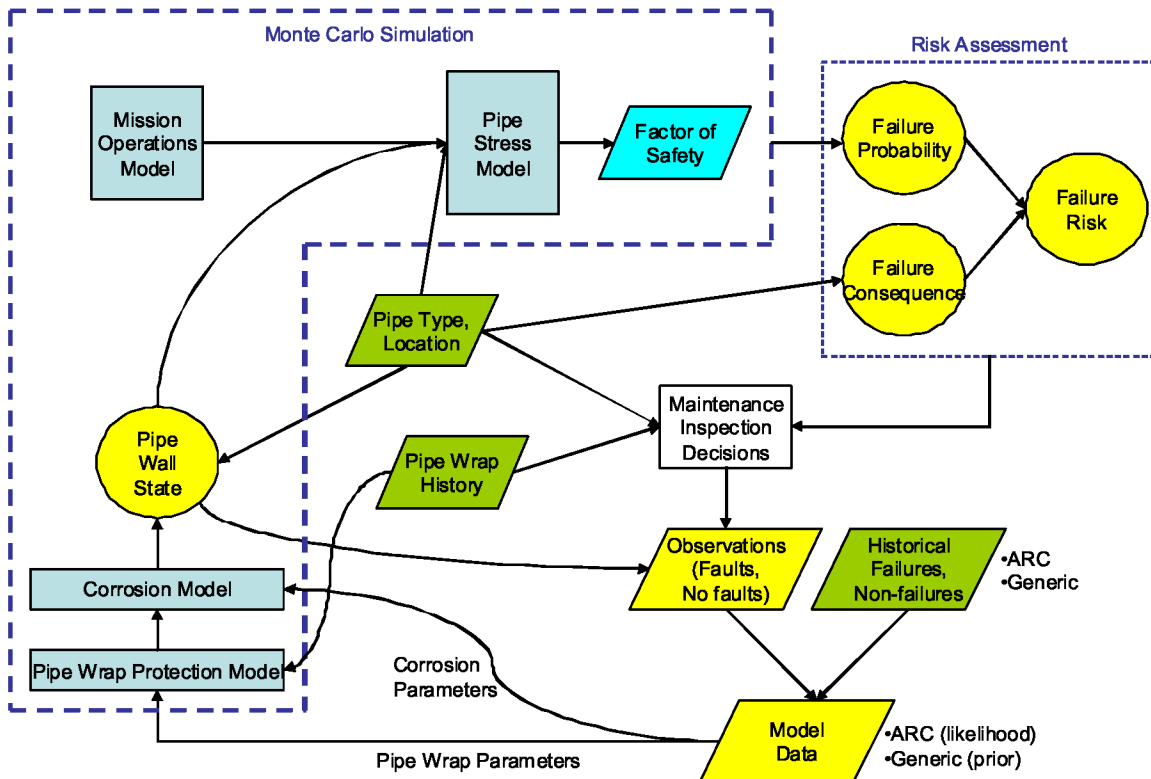 Monte Carlo Simulation
Risk Assessment
Mission
Operations
Model
Pipe
Stress
Model
Factor of
Safety
Failure
Probability
Failure
Risk
Failure
Consequence
Pipe Type,
Location
Maintenance
Inspection
Decisions
Pipe
Wall
State
Pipe Wrap
History
Observations
(Faults,
No faults)
Historical
Failures,
Non-failures
•ARC
•Generic
Corrosion Model
Pipe Wrap Protection Model
Corrosion
Parameters
Model
Data
•ARC (likelihood)
•Generic (prior)
Pipe Wrap Parameters